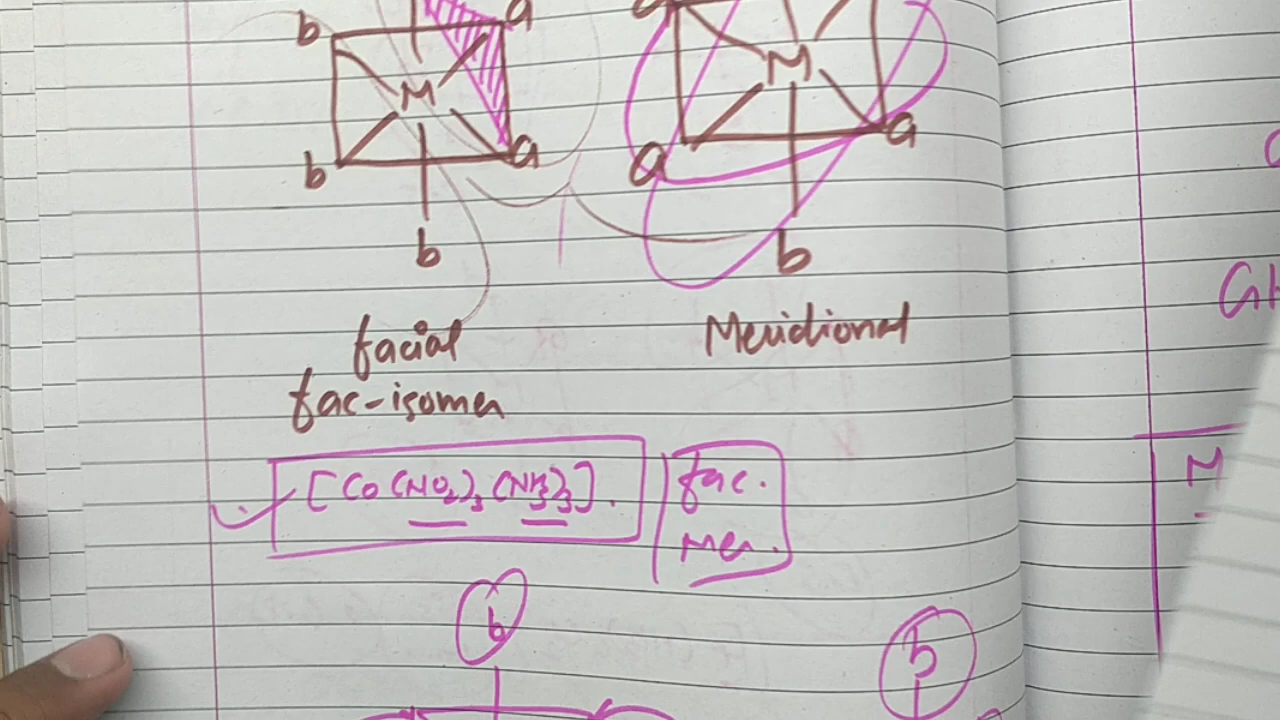 b a a
M M
b a a a
b b
facial Meridional
fac-isomer
[Co(NO2)3(NH3)3]. fac.
mer.
b b
M